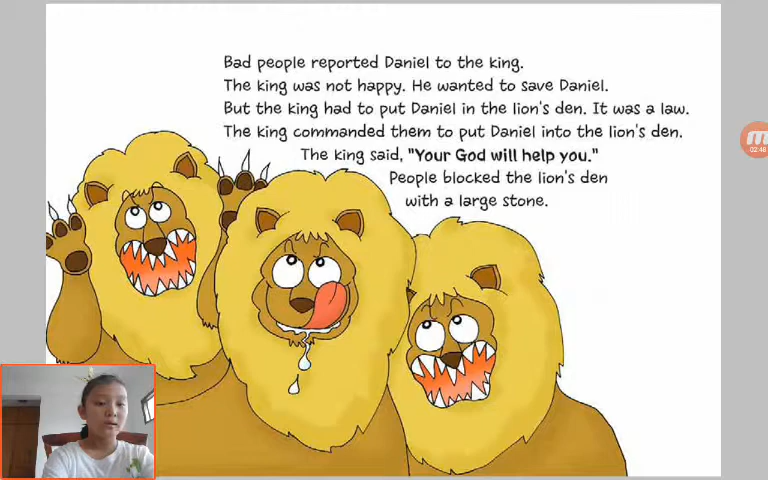 Bad people reported Daniel to the king.
The king was not happy. He wanted to save Daniel.
But the king had to put Daniel in the lion's den. It was a law.
The king commanded them to put Daniel into the lion's den.
The king said, "Your God will help you."
People blocked the lion's den
with a large stone.
02:48